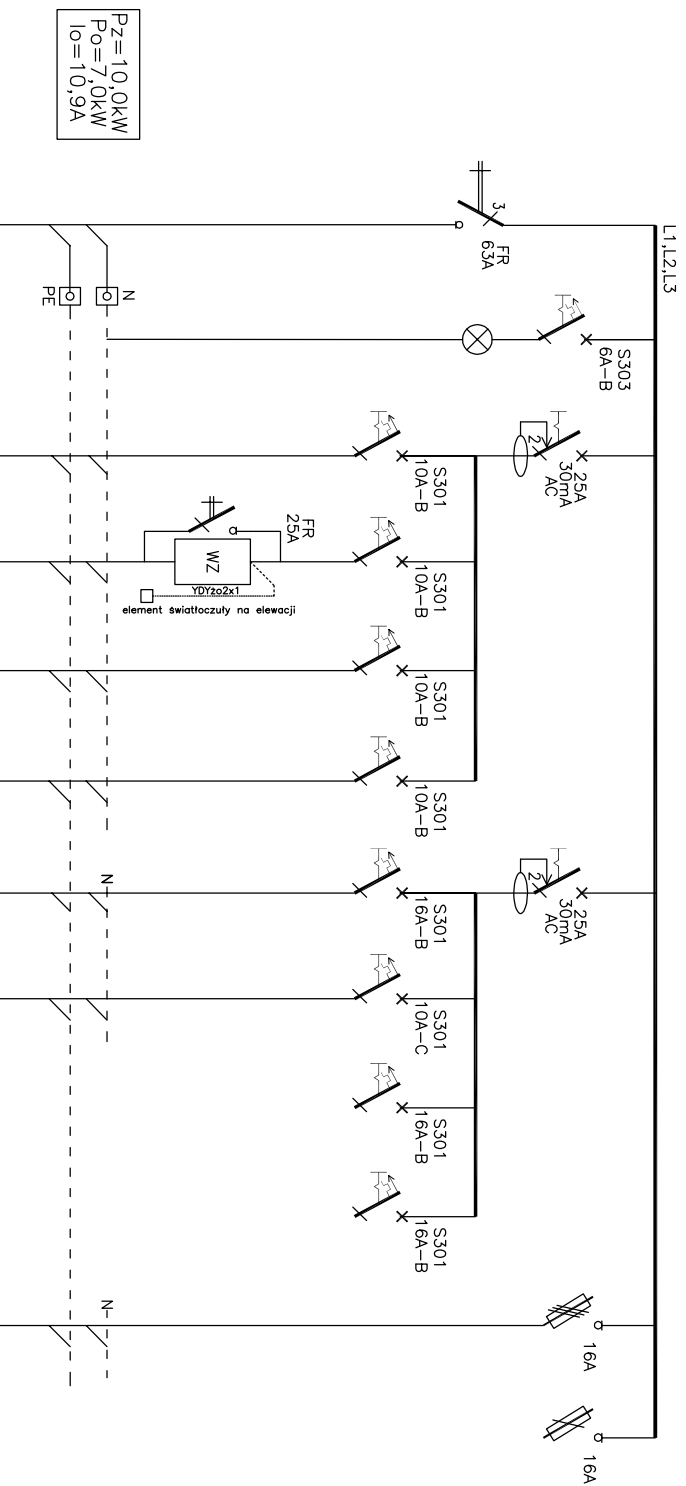 Pz=10,0kW
Po=7,0kW
Io=10,9A
L1,L2,L3
3
FR
63A
N
PE
S303
6A-B
2
25A
30mA
AC
S301
10A-B
FR
25A
WZ
YDYżo2x1
element światłoczuły na elewacji
S301
10A-B
S301
10A-B
S301
10A-B
2
25A
30mA
AC
N
S301
16A-B
S301
10A-C
S301
16A-B
S301
16A-B
N
16A
16A